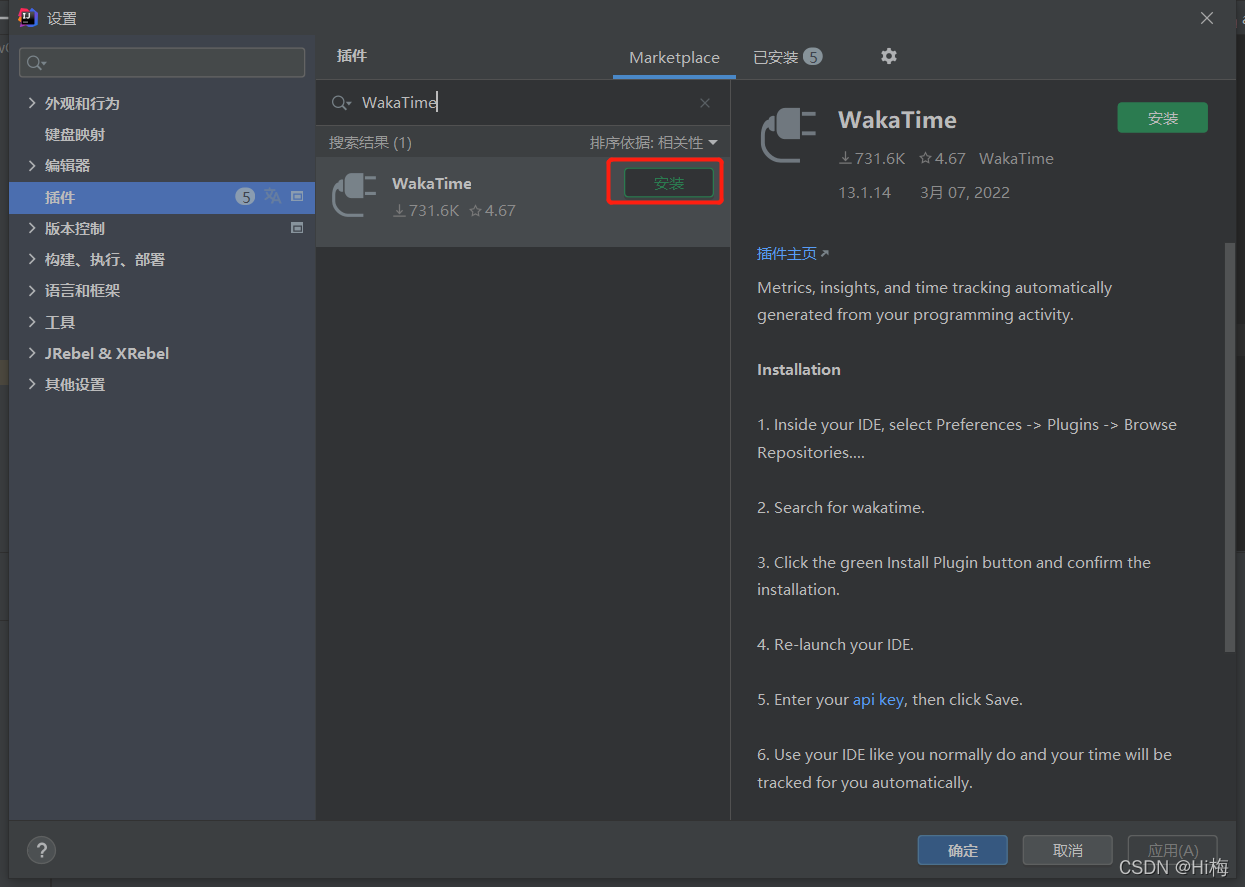 设置
插件
Marketplace
已安装 5
外观和行为
键盘映射
编辑器
插件 5
版本控制
构建、执行、部署
语言和框架
工具
JRebel & XRebel
其他设置
WakaTime
搜索结果 (1)
排序依据: 相关性
WakaTime
安装
731.6K 4.67
WakaTime
安装
731.6K 4.67 WakaTime
13.1.14 3月 07, 2022
插件主页
Metrics, insights, and time tracking automatically
generated from your programming activity.
Installation
1. Inside your IDE, select Preferences -> Plugins -> Browse
Repositories....
2. Search for wakatime.
3. Click the green Install Plugin button and confirm the
installation.
4. Re-launch your IDE.
5. Enter your api key, then click Save.
6. Use your IDE like you normally do and your time will be
tracked for you automatically.
?
确定
取消
应用(A)
CSDN @Hi梅